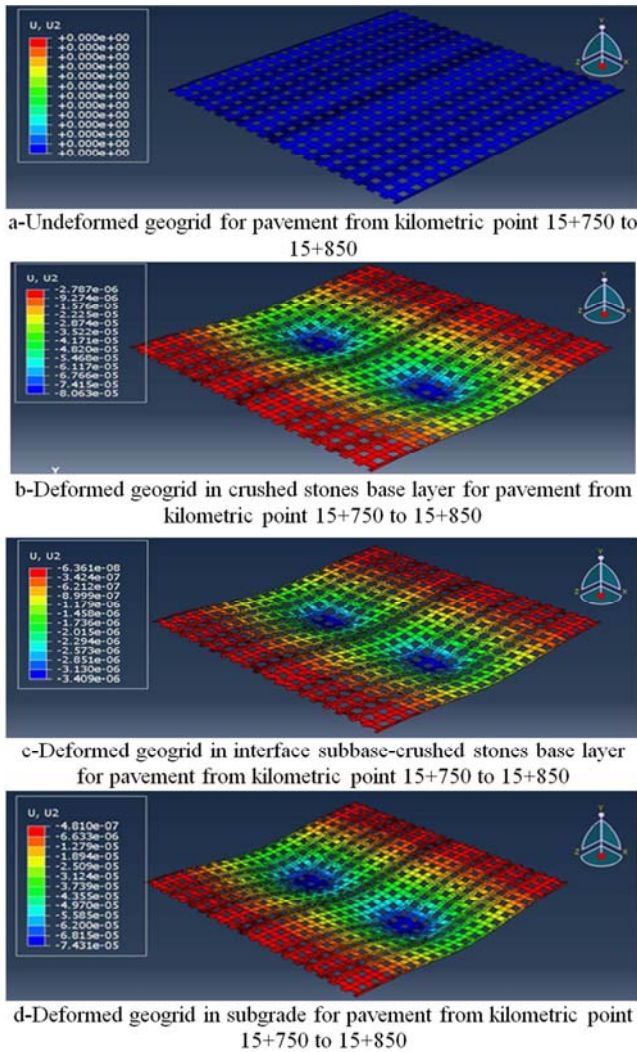 U, U2
+0.000e+00
+0.000e+00
+0.000e+00
+0.000e+00
+0.000e+00
+0.000e+00
+0.000e+00
+0.000e+00
+0.000e+00
+0.000e+00
+0.000e+00
+0.000e+00
+0.000e+00
Y
Z
X
a-Undeformed geogrid for pavement from kilometric point 15+750 to
15+850
U, U2
-2.787e-06
-9.274e-06
-1.576e-05
-2.225e-05
-2.874e-05
-3.522e-05
-4.171e-05
-4.820e-05
-5.468e-05
-6.117e-05
-6.766e-05
-7.415e-05
-8.063e-05
Y
Z
X
Y
b-Deformed geogrid in crushed stones base layer for pavement from
kilometric point 15+750 to 15+850
U, U2
-6.361e-08
-3.424e-07
-6.212e-07
-8.999e-07
-1.179e-06
-1.458e-06
-1.736e-06
-2.015e-06
-2.294e-06
-2.573e-06
-2.851e-06
-3.130e-06
-3.409e-06
Y
Z
X
c-Deformed geogrid in interface subbase-crushed stones base layer
for pavement from kilometric point 15+750 to 15+850
U, U2
-4.810e-07
-6.633e-06
-1.279e-05
-1.894e-05
-2.509e-05
-3.124e-05
-3.739e-05
-4.355e-05
-4.970e-05
-5.585e-05
-6.200e-05
-6.815e-05
-7.431e-05
Y
Z
X
d-Deformed geogrid in subgrade for pavement from kilometric point
15+750 to 15+850